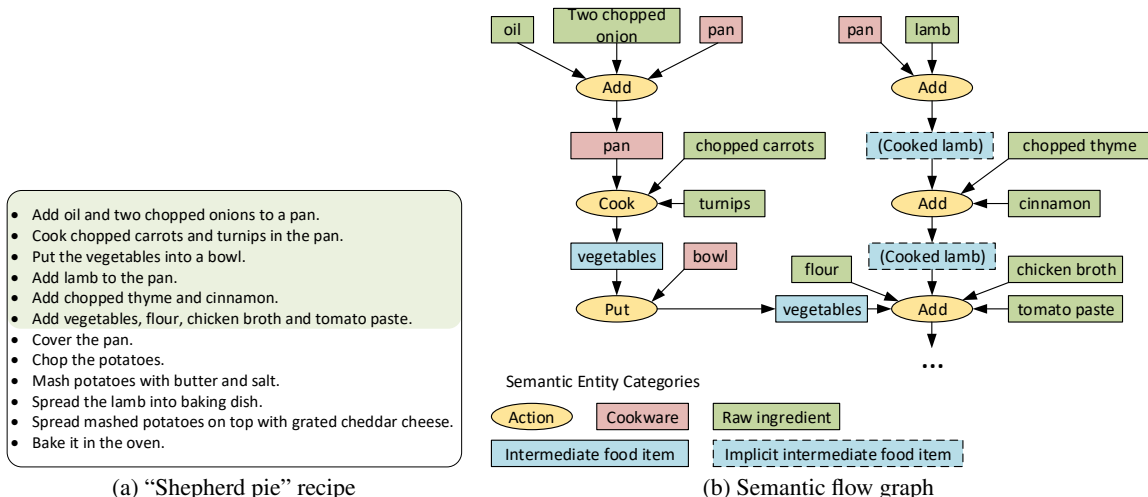 • Add oil and two chopped onions to a pan.
• Cook chopped carrots and turnips in the pan.
• Put the vegetables into a bowl.
• Add lamb to the pan.
• Add chopped thyme and cinnamon.
• Add vegetables, flour, chicken broth and tomato paste.
• Cover the pan.
• Chop the potatoes.
• Mash potatoes with butter and salt.
• Spread the lamb into baking dish.
• Spread mashed potatoes on top with grated cheddar cheese.
• Bake it in the oven.
(a) “Shepherd pie” recipe
oil
Two chopped
onion
pan
Add
pan
chopped carrots
Cook
turnips
vegetables
bowl
Put
vegetables
pan
lamb
Add
(Cooked lamb)
chopped thyme
Add
cinnamon
(Cooked lamb)
flour
chicken broth
Add
tomato paste
...
Semantic Entity Categories
Action
Cookware
Raw ingredient
Intermediate food item
Implicit intermediate food item
(b) Semantic flow graph